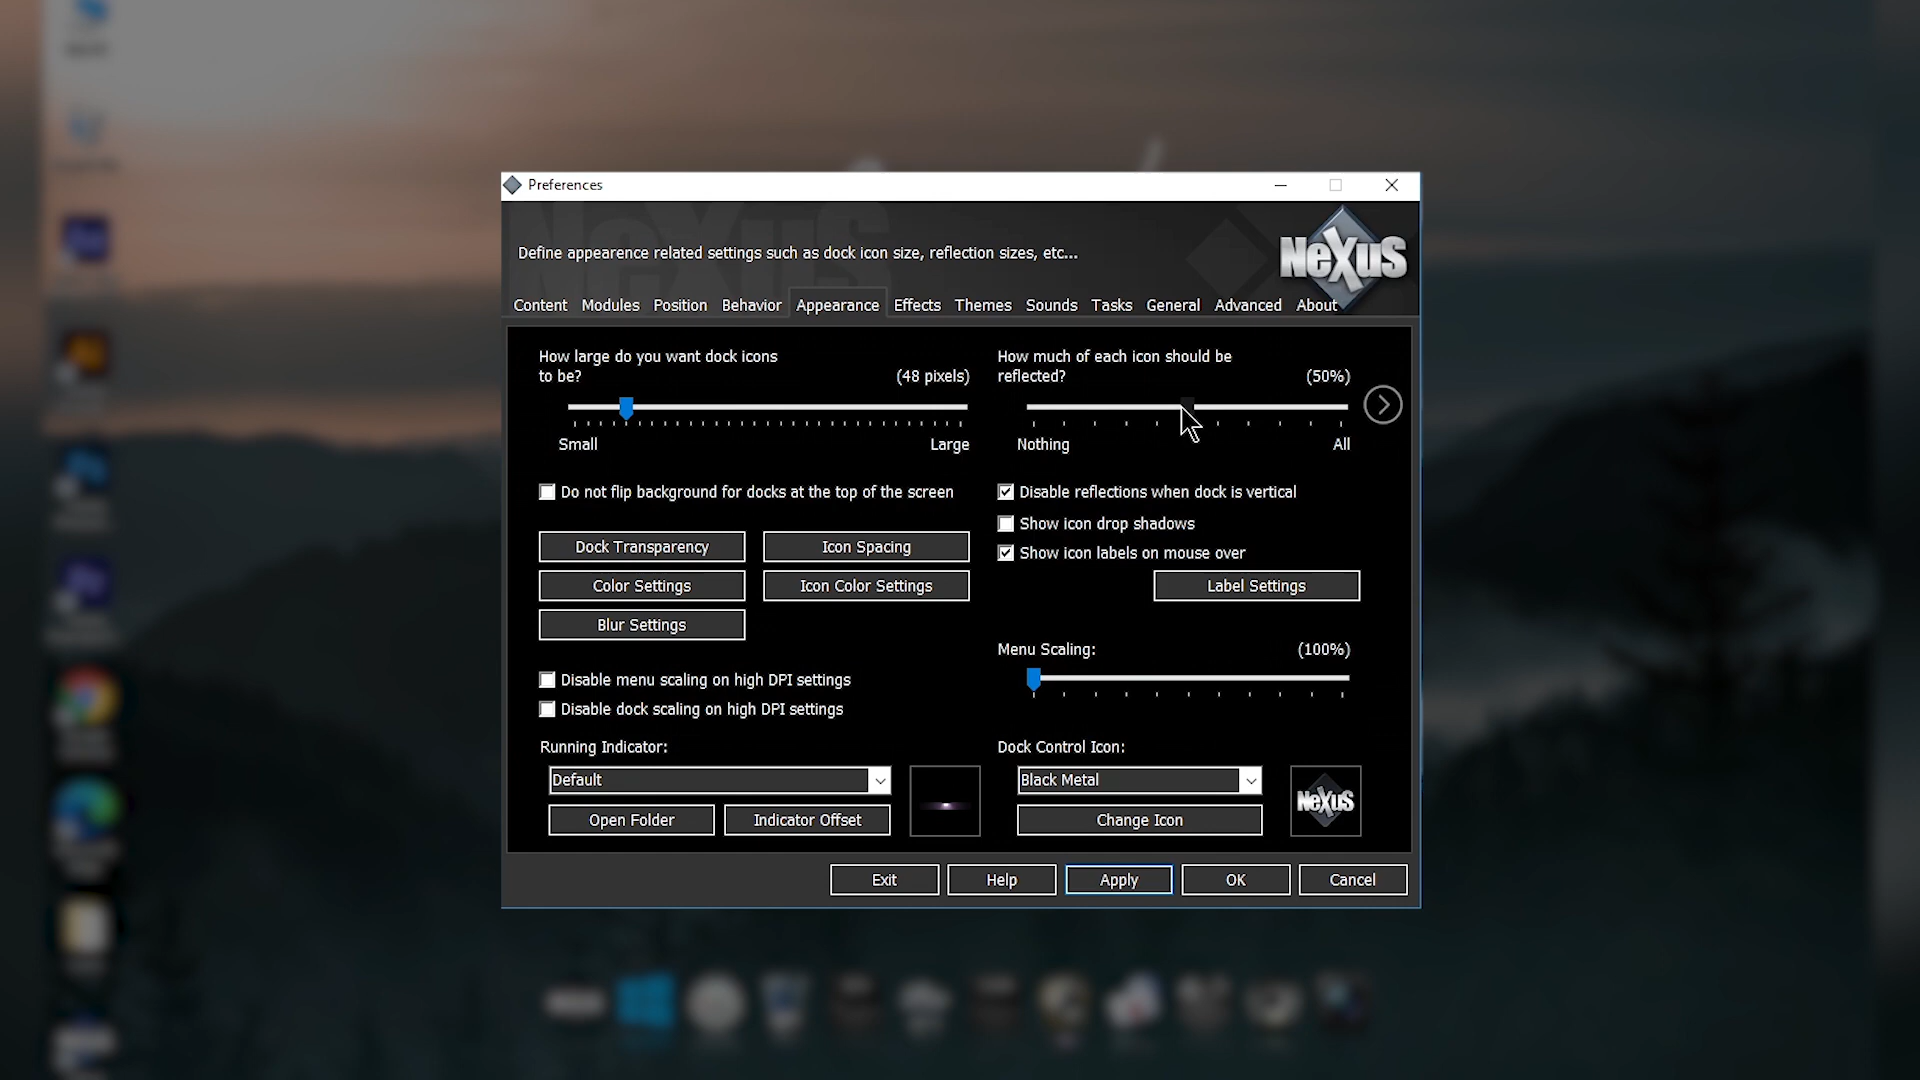 Preferences
Define appearence related settings such as dock icon size, reflection sizes, etc...
NeXuS
Content Modules Position Behavior Appearance Effects Themes Sounds Tasks General Advanced About
How large do you want dock icons
to be? (48 pixels)
Small Large
How much of each icon should be
reflected? (50%)
Nothing All
Do not flip background for docks at the top of the screen
Disable reflections when dock is vertical
Show icon drop shadows
Show icon labels on mouse over
Dock Transparency Icon Spacing
Color Settings Icon Color Settings
Label Settings
Blur Settings
Menu Scaling: (100%)
Disable menu scaling on high DPI settings
Disable dock scaling on high DPI settings
Running Indicator:
Default
Open Folder Indicator Offset
Dock Control Icon:
Black Metal
Change Icon
NeXuS
Exit Help Apply OK Cancel